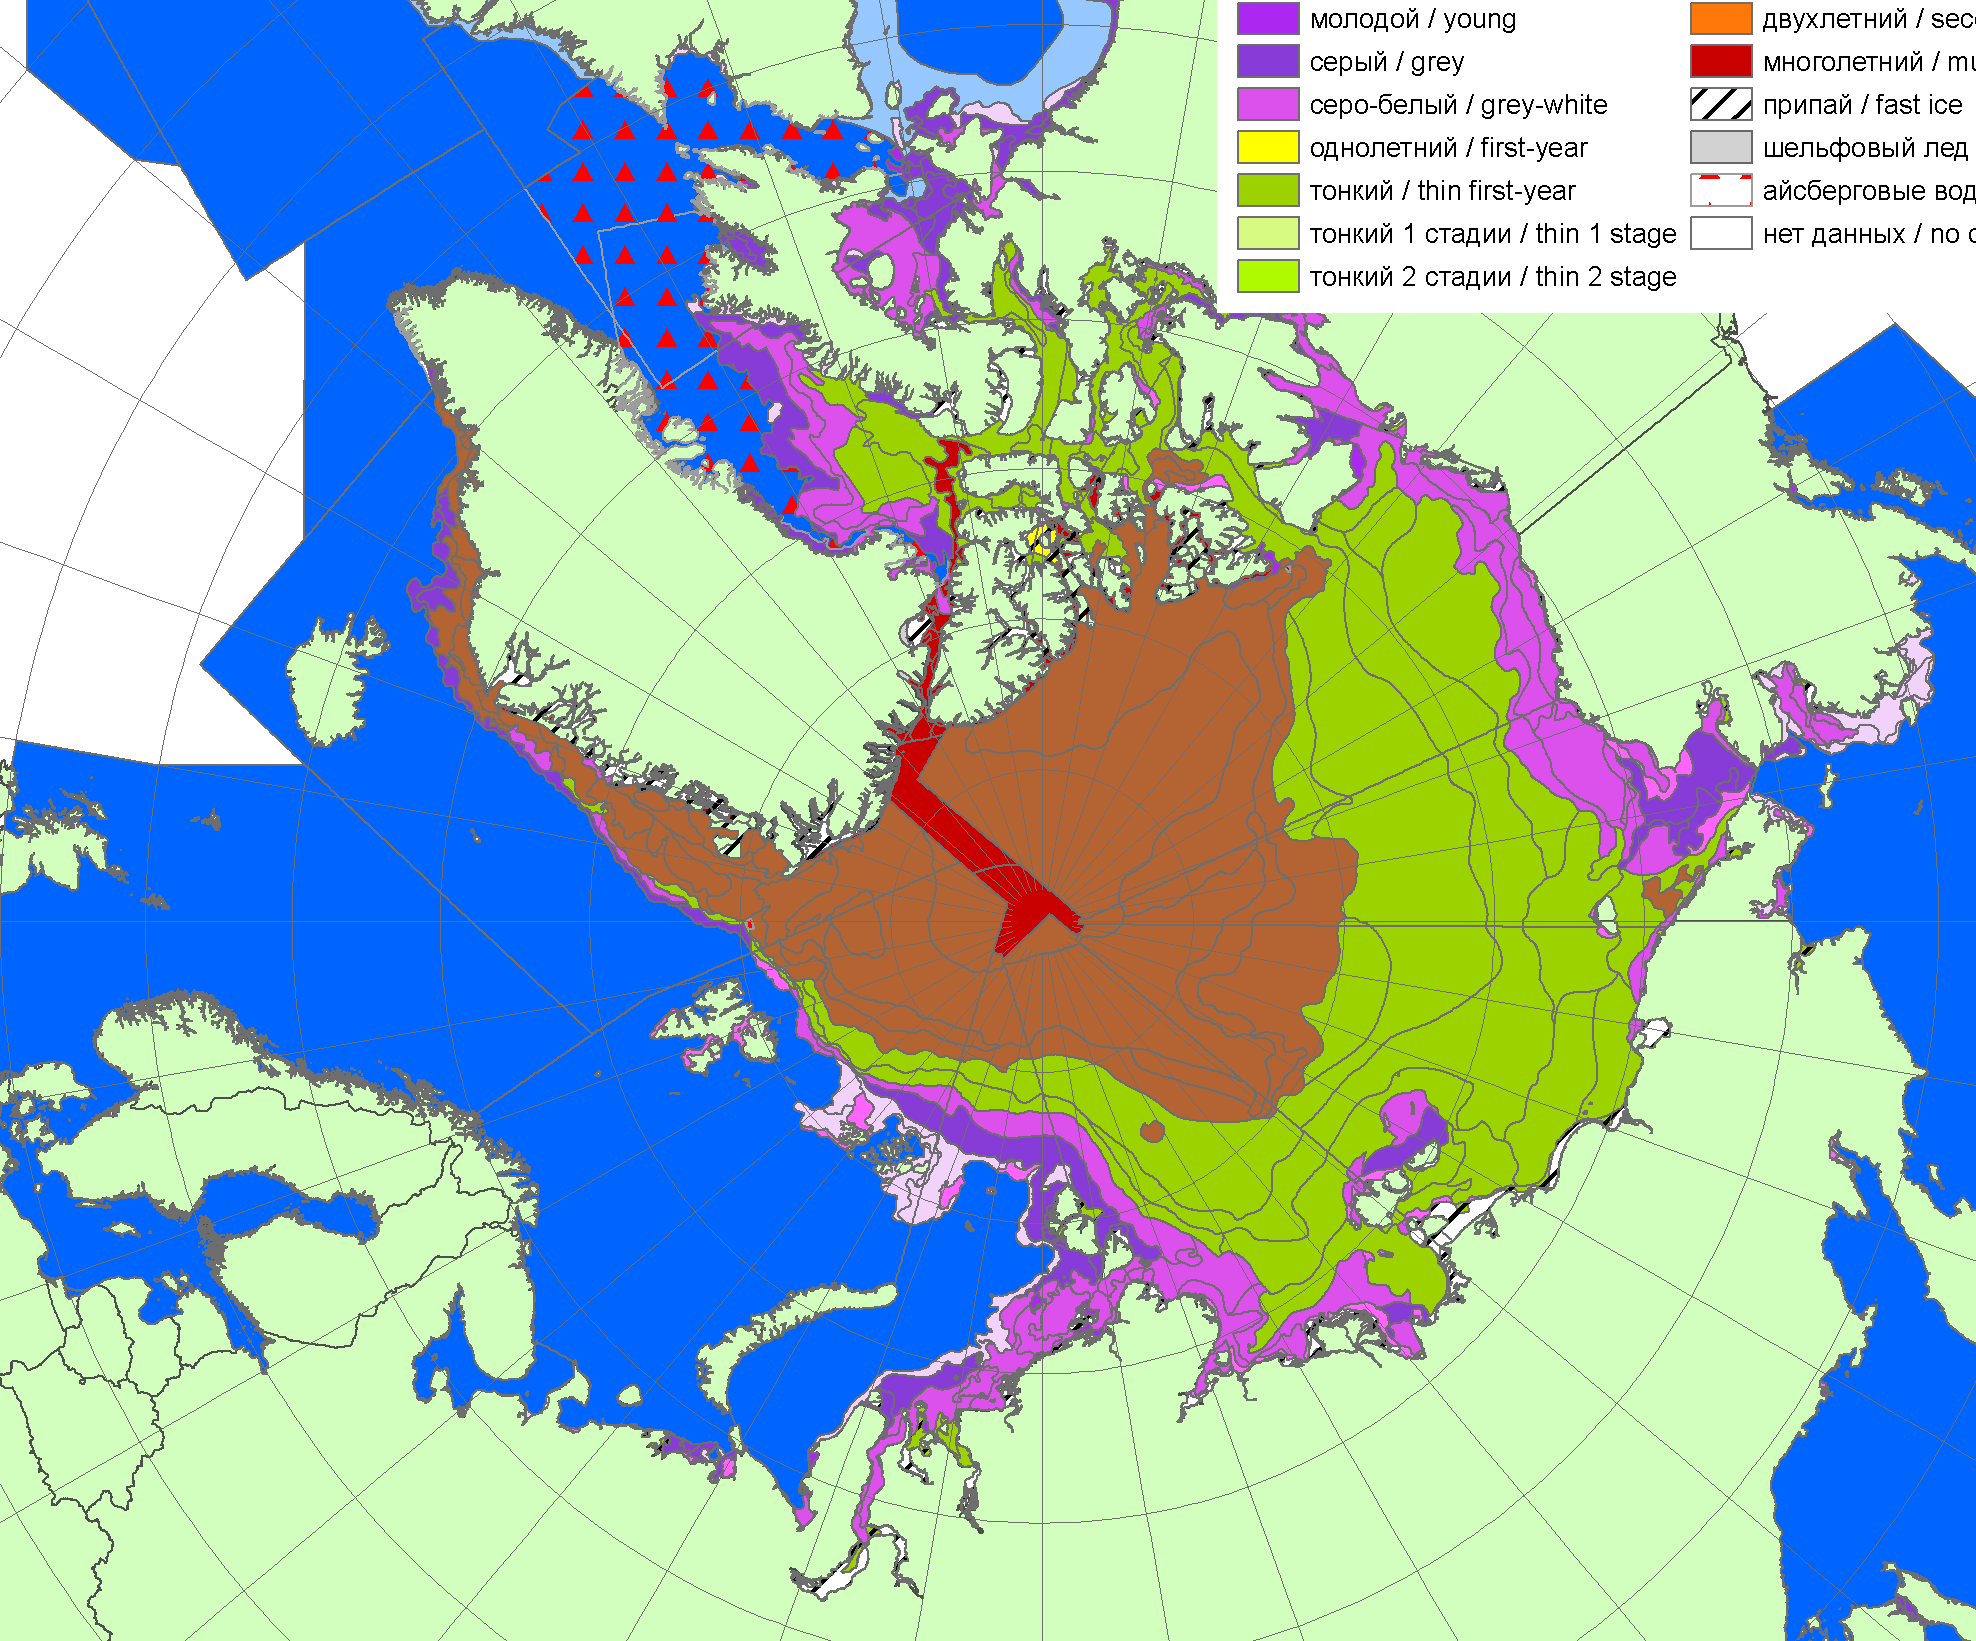 молодой / young
серый / grey
серо-белый / grey-white
однолетний / first-year
тонкий / thin first-year
тонкий 1 стадии / thin 1 stage
тонкий 2 стадии / thin 2 stage
двухлетний / sec
многолетний / mu
припай / fast ice
шельфовый лед
айсберговые вод
нет данных / no